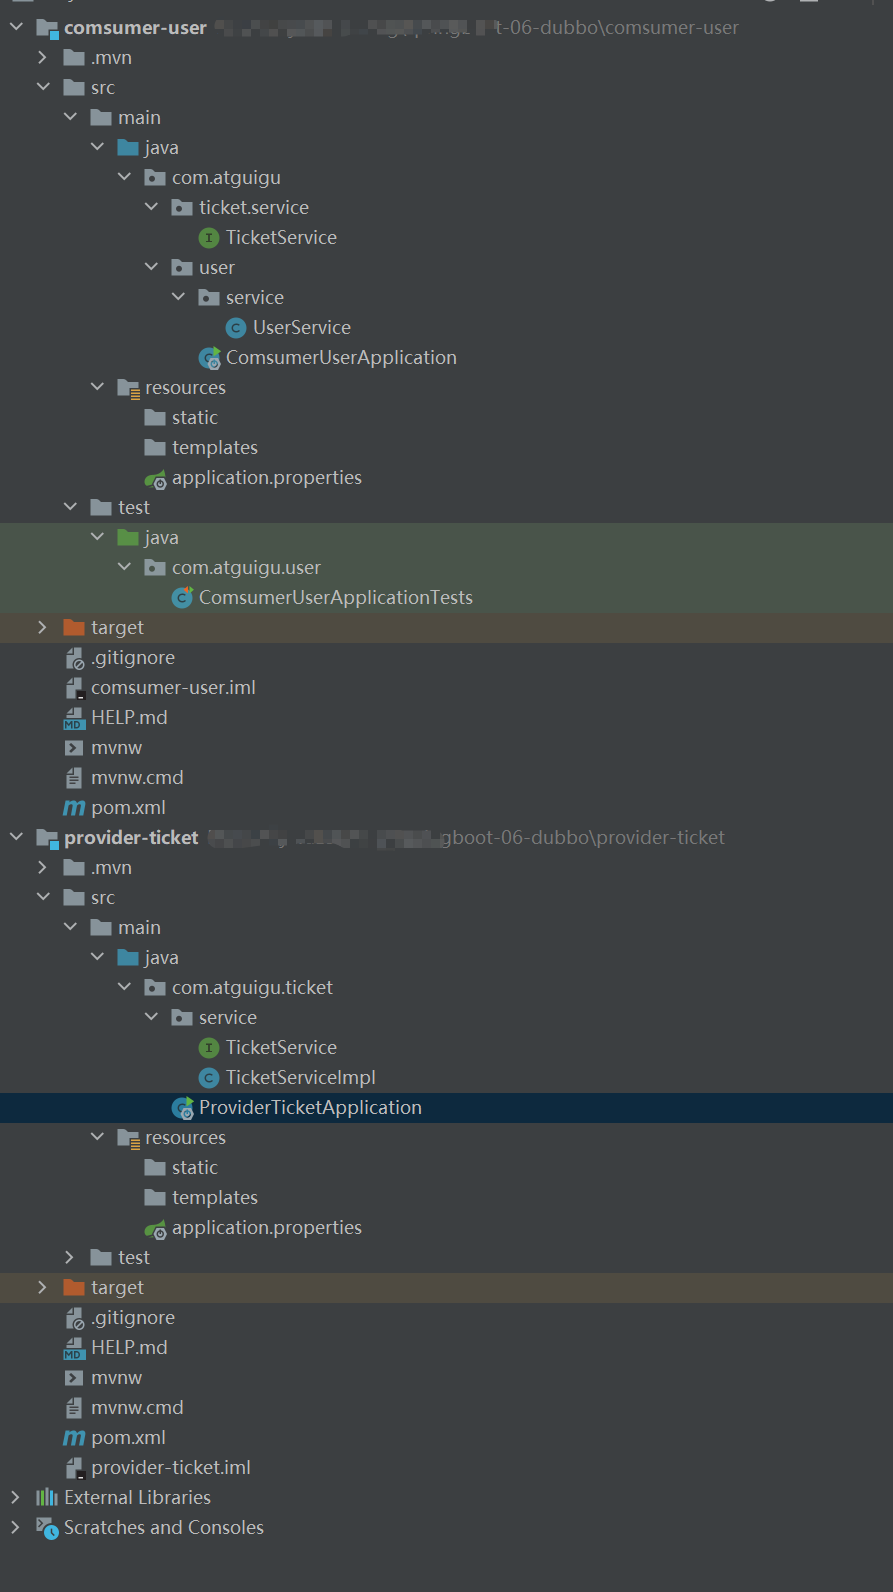 comsumer-user t-06-dubbo\comsumer-user
.mvn
src
main
java
com.atguigu
ticket.service
TicketService
user
service
UserService
ComsumerUserApplication
resources
static
templates
application.properties
test
java
com.atguigu.user
ComsumerUserApplicationTests
target
.gitignore
comsumer-user.iml
HELP.md
mvnw
mvnw.cmd
pom.xml
provider-ticket gboot-06-dubbo\provider-ticket
.mvn
src
main
java
com.atguigu.ticket
service
TicketService
TicketServiceImpl
ProviderTicketApplication
resources
static
templates
application.properties
test
target
.gitignore
HELP.md
mvnw
mvnw.cmd
pom.xml
provider-ticket.iml
External Libraries
Scratches and Consoles